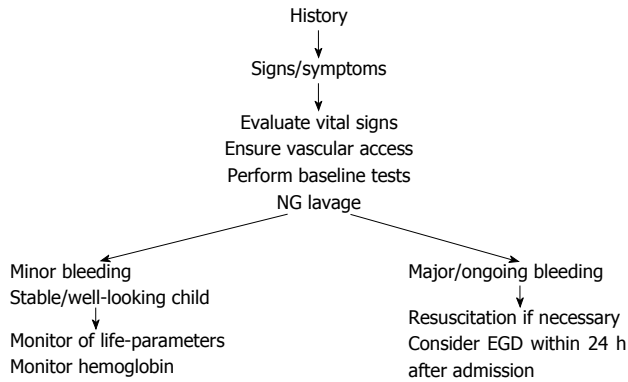 History
Signs/symptoms
Evaluate vital signs
Ensure vascular access
Perform baseline tests
NG lavage
Minor bleeding
Stable/well-looking child
Monitor of life-parameters
Monitor hemoglobin
Major/ongoing bleeding
Resuscitation if necessary
Consider EGD within 24 h
after admission